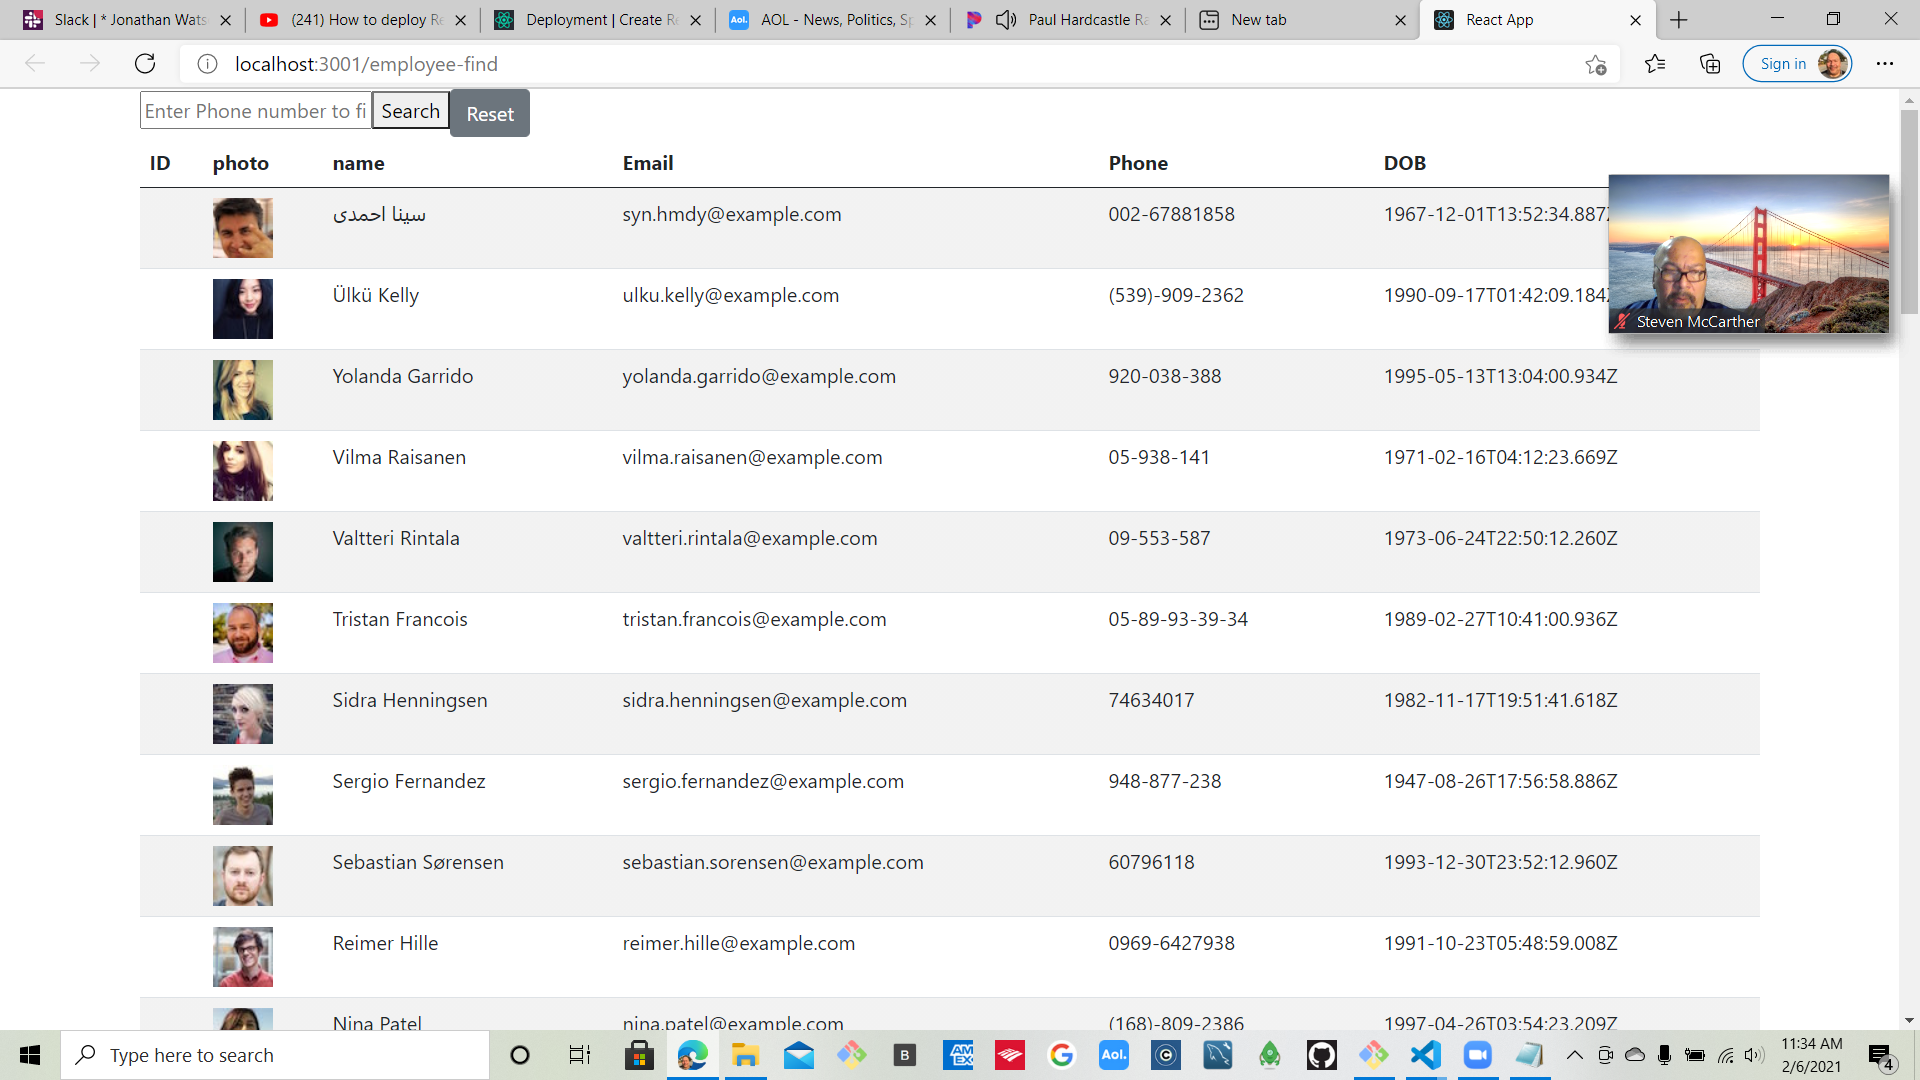 Slack | * Jonathan Wats
(241) How to deploy Re
Deployment | Create Re
AOL - News, Politics, Sp
Paul Hardcastle Ra
New tab
React App
localhost:3001/employee-find
Sign in
Enter Phone number to fi
Search
Reset
ID photo name Email Phone DOB
سینا احمدی syn.hmdy@example.com 002-67881858 1967-12-01T13:52:34.887Z
Ülkü Kelly ulku.kelly@example.com (539)-909-2362 1990-09-17T01:42:09.184
Steven McCarther
Yolanda Garrido yolanda.garrido@example.com 920-038-388 1995-05-13T13:04:00.934Z
Vilma Raisanen vilma.raisanen@example.com 05-938-141 1971-02-16T04:12:23.669Z
Valtteri Rintala valtteri.rintala@example.com 09-553-587 1973-06-24T22:50:12.260Z
Tristan Francois tristan.francois@example.com 05-89-93-39-34 1989-02-27T10:41:00.936Z
Sidra Henningsen sidra.henningsen@example.com 74634017 1982-11-17T19:51:41.618Z
Sergio Fernandez sergio.fernandez@example.com 948-877-238 1947-08-26T17:56:58.886Z
Sebastian Sørensen sebastian.sorensen@example.com 60796118 1993-12-30T23:52:12.960Z
Reimer Hille reimer.hille@example.com 0969-6427938 1991-10-23T05:48:59.008Z
Nina Patel nina.patel@example.com (168)-809-2386 1997-04-26T03:54:23.209Z
Type here to search
B
AM EX
Aol.
11:34 AM
2/6/2021
4